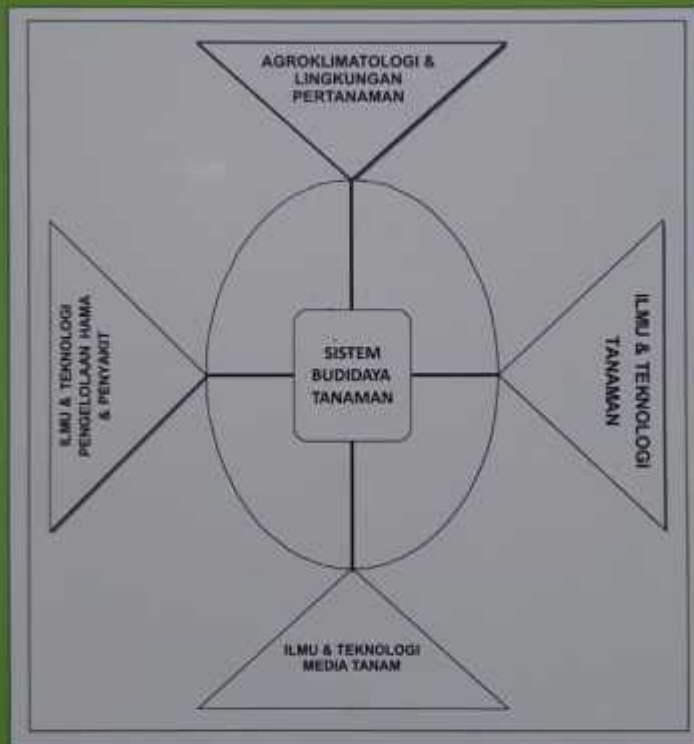 AGROKLIMATOLOGI &
LINGKUNGAN
PERTANAMAN
ILMU & TEKNOLOGI
PENGELOLAAN HAMA
& PENYAKIT
SISTEM
BUDIDAYA
TANAMAN
ILMU & TEKNOLOGI
TANAMAN
ILMU & TEKNOLOGI
MEDIA TANAM